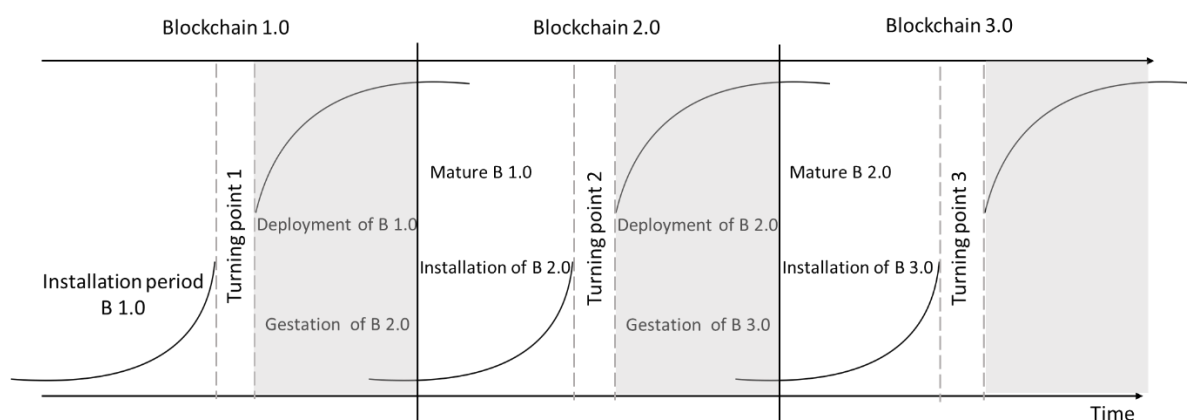 Blockchain 1.0
Blockchain 2.0
Blockchain 3.0
Installation period
B 1.0
Turning point 1
Deployment of B 1.0
Gestation of B 2.0
Mature B 1.0
Installation of B 2.0
Turning point 2
Deployment of B 2.0
Gestation of B 3.0
Mature B 2.0
Installation of B 3.0
Turning point 3
Time